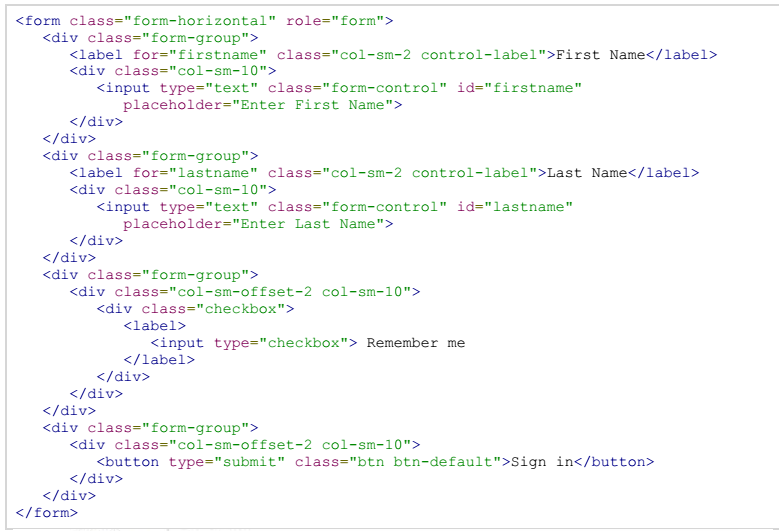 <form class="form-horizontal" role="form">
   <div class="form-group">
      <label for="firstname" class="col-sm-2 control-label">First Name</label>
      <div class="col-sm-10">
         <input type="text" class="form-control" id="firstname"
            placeholder="Enter First Name">
      </div>
   </div>
   <div class="form-group">
      <label for="lastname" class="col-sm-2 control-label">Last Name</label>
      <div class="col-sm-10">
         <input type="text" class="form-control" id="lastname"
            placeholder="Enter Last Name">
      </div>
   </div>
   <div class="form-group">
      <div class="col-sm-offset-2 col-sm-10">
         <div class="checkbox">
            <label>
               <input type="checkbox"> Remember me
            </label>
         </div>
      </div>
   </div>
   <div class="form-group">
      <div class="col-sm-offset-2 col-sm-10">
         <button type="submit" class="btn btn-default">Sign in</button>
      </div>
   </div>
</form>